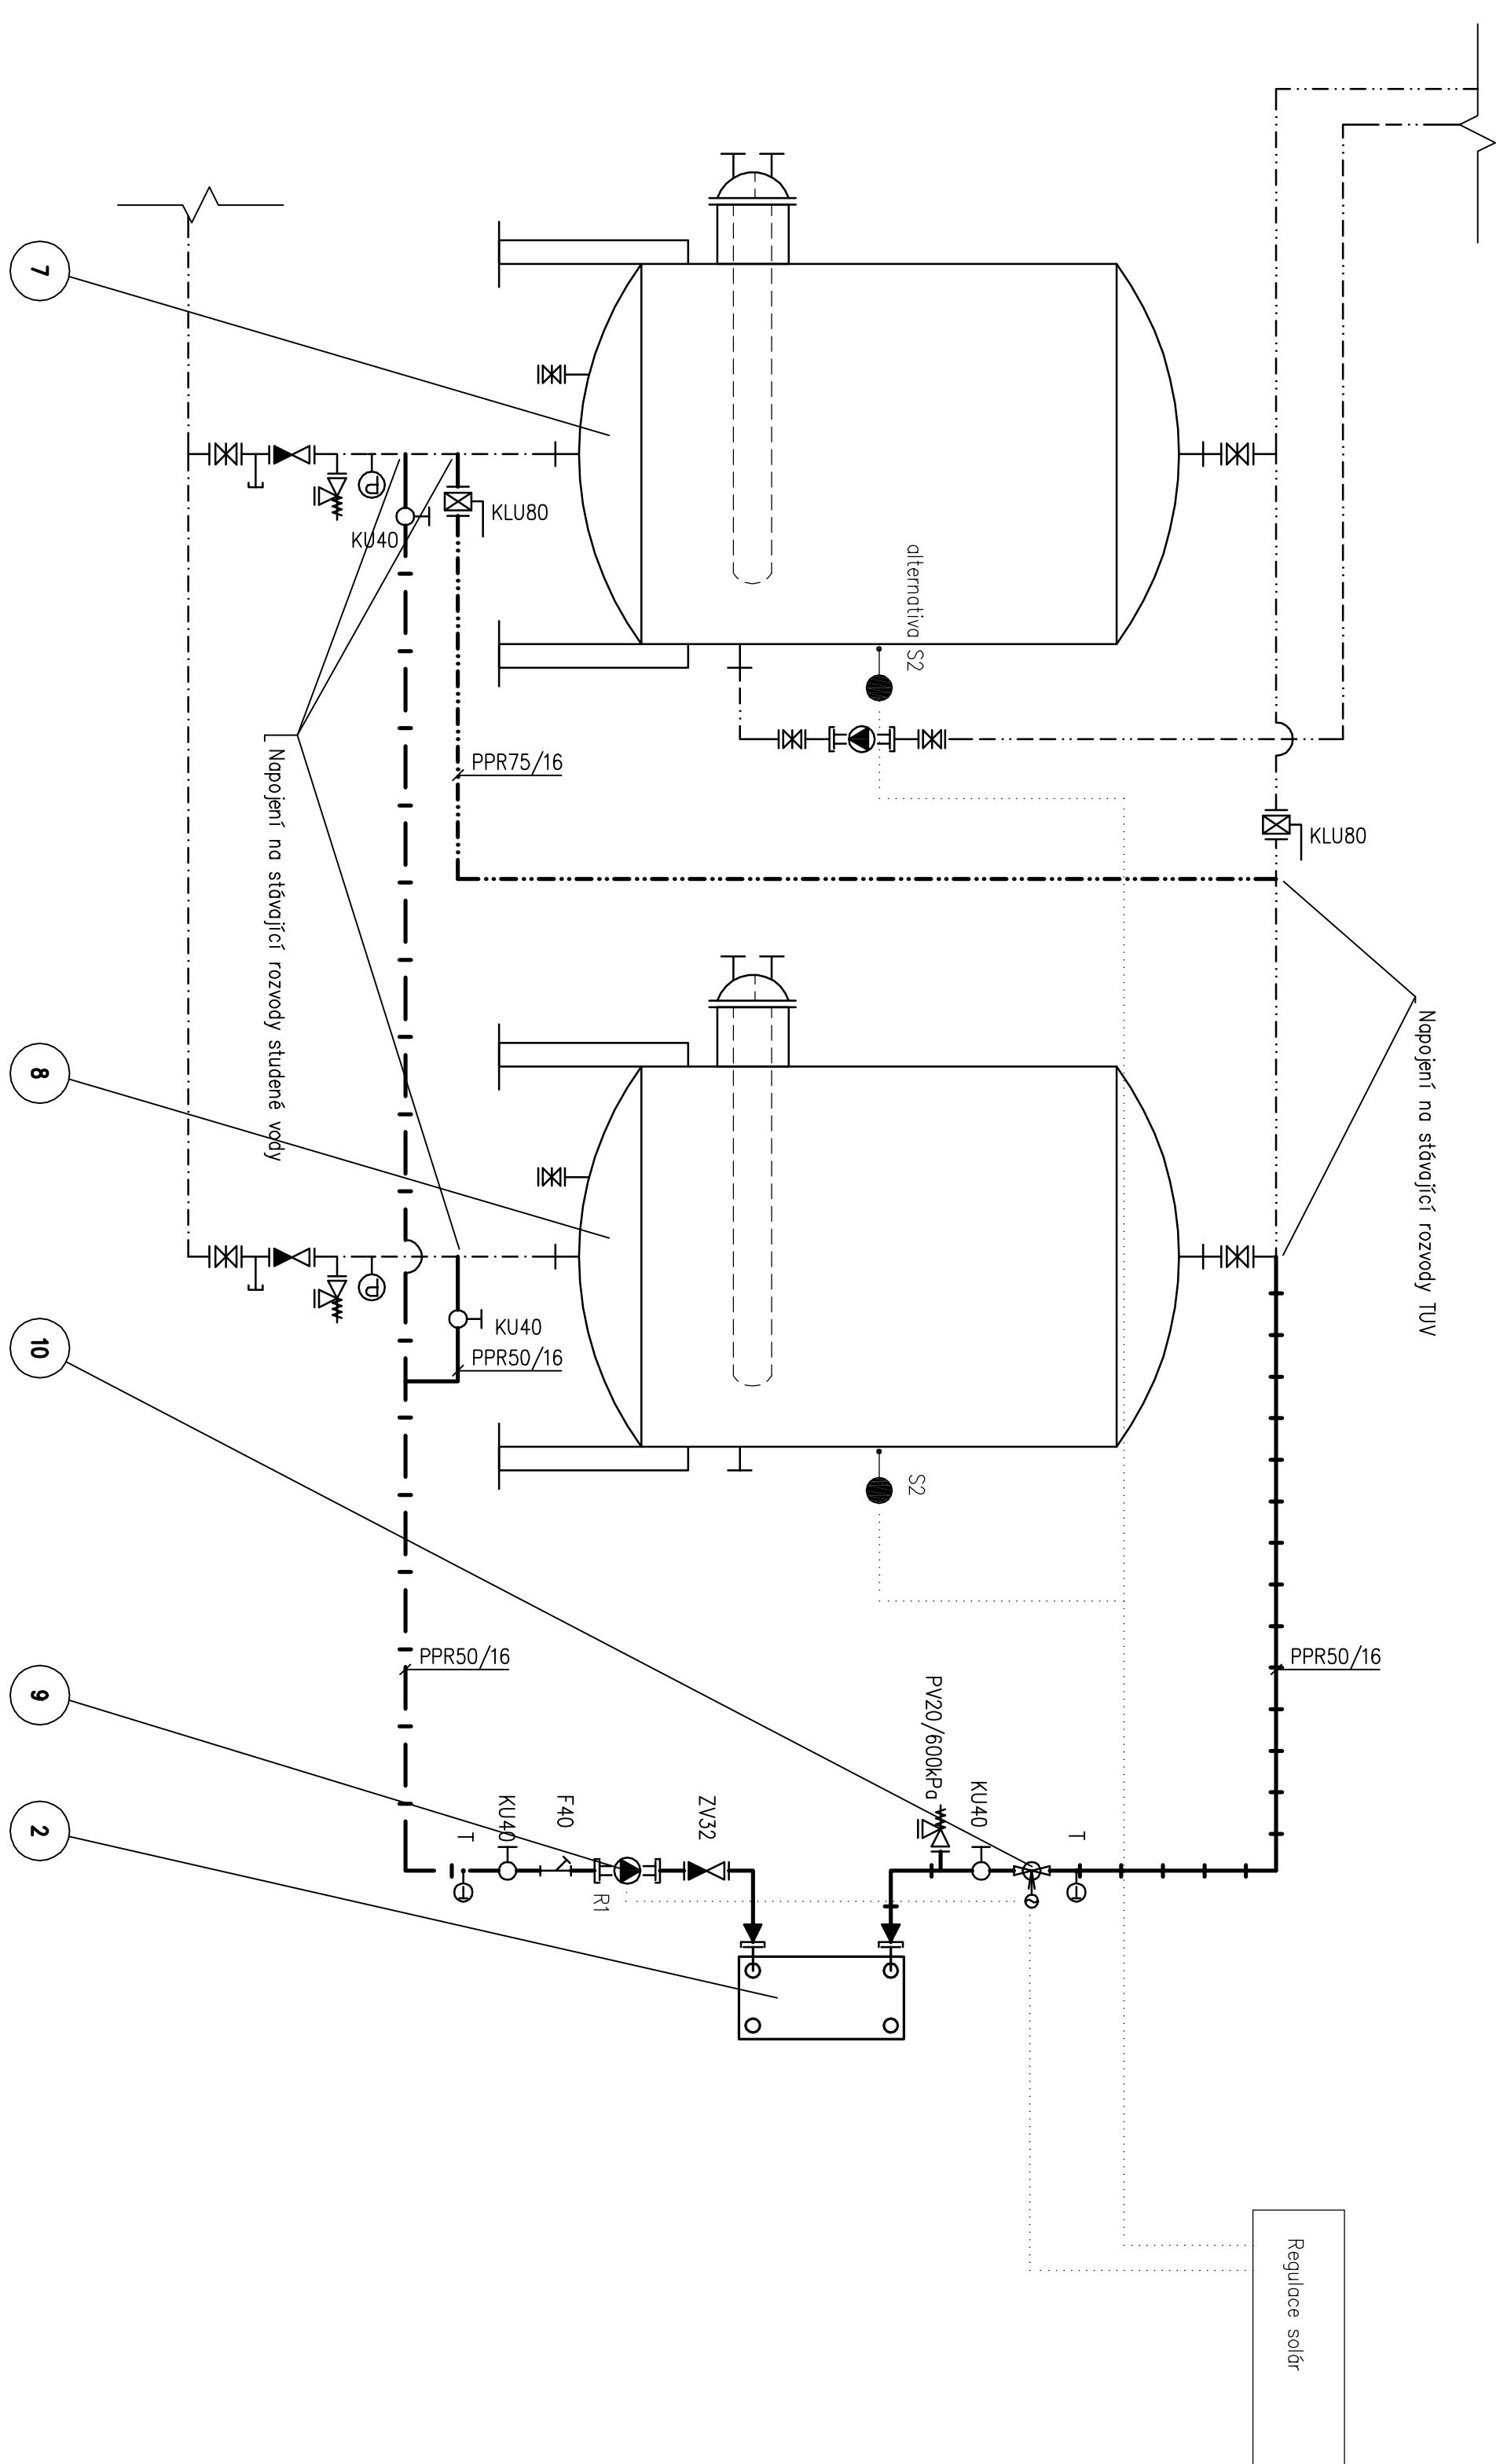 Napojení na stávající rozvody TUV
KLU80
alternativa S2
KLU80
KU40
PPR75/16
Napojení na stávající rozvody studené vody
P
P
KU40
PPR50/16
S2
PPR50/16
PPR50/16
PV20/600kPa
KU40
T
T
ZV32
F40
KU40
T
T
R1
Regulace solár
7
8
10
9
2